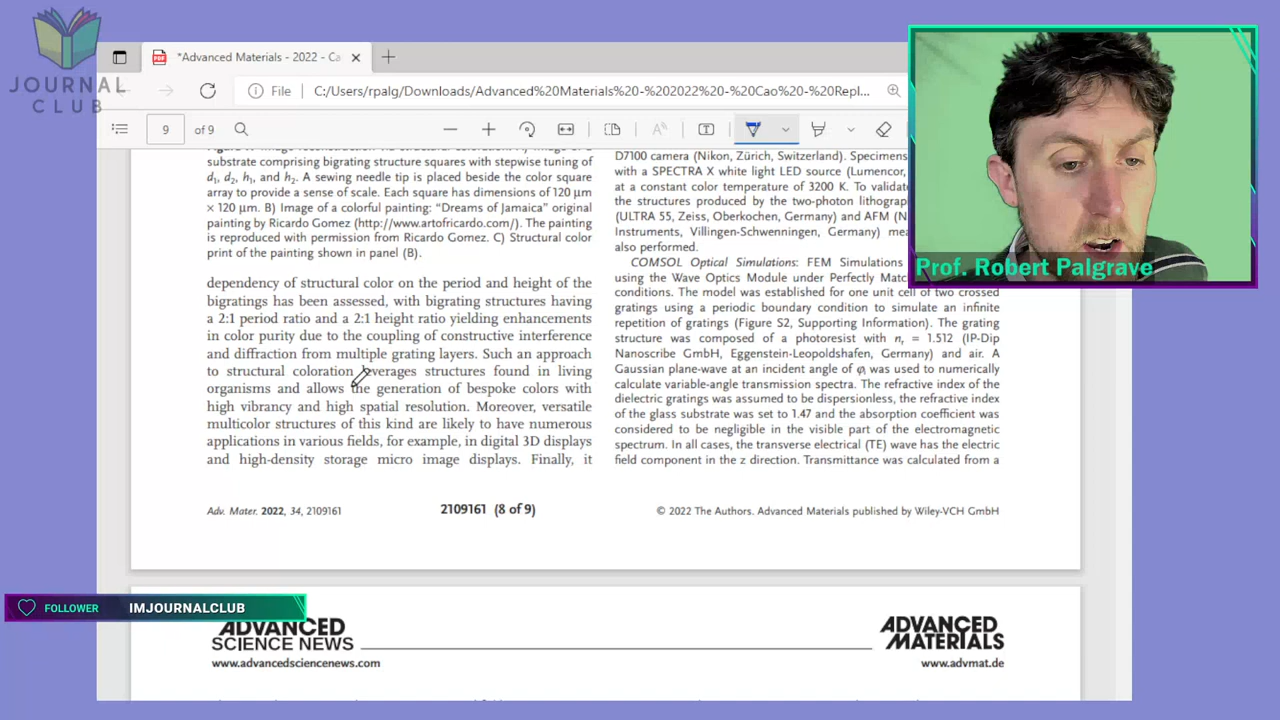 JOURNAL
CLUB
PDF
*Advanced Materials - 2022 - Ca
File
C:/Users/rpalg/Downloads/Advanced%20Materials%20-%202022%20-%20Cao%20-%20Repl...
9 of 9
substrate comprising bigrating structure squares with stepwise tuning of
d1, d2, h1, and h2. A sewing needle tip is placed beside the color square
array to provide a sense of scale. Each square has dimensions of 120 μm
× 120 μm. B) Image of a colorful painting: “Dreams of Jamaica” original
painting by Ricardo Gomez (http://www.artofricardo.com/). The painting
is reproduced with permission from Ricardo Gomez. C) Structural color
print of the painting shown in panel (B).
dependency of structural color on the period and height of the
bigratings has been assessed, with bigrating structures having
a 2:1 period ratio and a 2:1 height ratio yielding enhancements
in color purity due to the coupling of constructive interference
and diffraction from multiple grating layers. Such an approach
to structural coloration leverages structures found in living
organisms and allows the generation of bespoke colors with
high vibrancy and high spatial resolution. Moreover, versatile
multicolor structures of this kind are likely to have numerous
applications in various fields, for example, in digital 3D displays
and high-density storage micro image displays. Finally, it
D7100 camera (Nikon, Zürich, Switzerland). Specimens
with a SPECTRA X white light LED source (Lumencor,
at a constant color temperature of 3200 K. To validate
the structures produced by the two-photon lithograp
(ULTRA 55, Zeiss, Oberkochen, Germany) and AFM (N
Instruments, Villingen-Schwenningen, Germany) mea
also performed.
COMSOL Optical Simulations: FEM Simulations
using the Wave Optics Module under Perfectly Matc
conditions. The model was established for one unit cell of two crossed
gratings using a periodic boundary condition to simulate an infinite
repetition of gratings (Figure S2, Supporting Information). The grating
structure was composed of a photoresist with nr = 1.512 (IP-Dip
Nanoscribe GmbH, Eggenstein-Leopoldshafen, Germany) and air. A
Gaussian plane-wave at an incident angle of φi was used to numerically
calculate variable-angle transmission spectra. The refractive index of the
dielectric gratings was assumed to be dispersionless, the refractive index
of the glass substrate was set to 1.47 and the absorption coefficient was
considered to be negligible in the visible part of the electromagnetic
spectrum. In all cases, the transverse electrical (TE) wave has the electric
field component in the z direction. Transmittance was calculated from a
Prof. Robert Palgrave
Adv. Mater. 2022, 34, 2109161
2109161 (8 of 9)
© 2022 The Authors. Advanced Materials published by Wiley-VCH GmbH
FOLLOWER IMJOURNALCLUB
ADVANCED
SCIENCE NEWS
www.advancedsciencenews.com
ADVANCED
MATERIALS
www.advmat.de